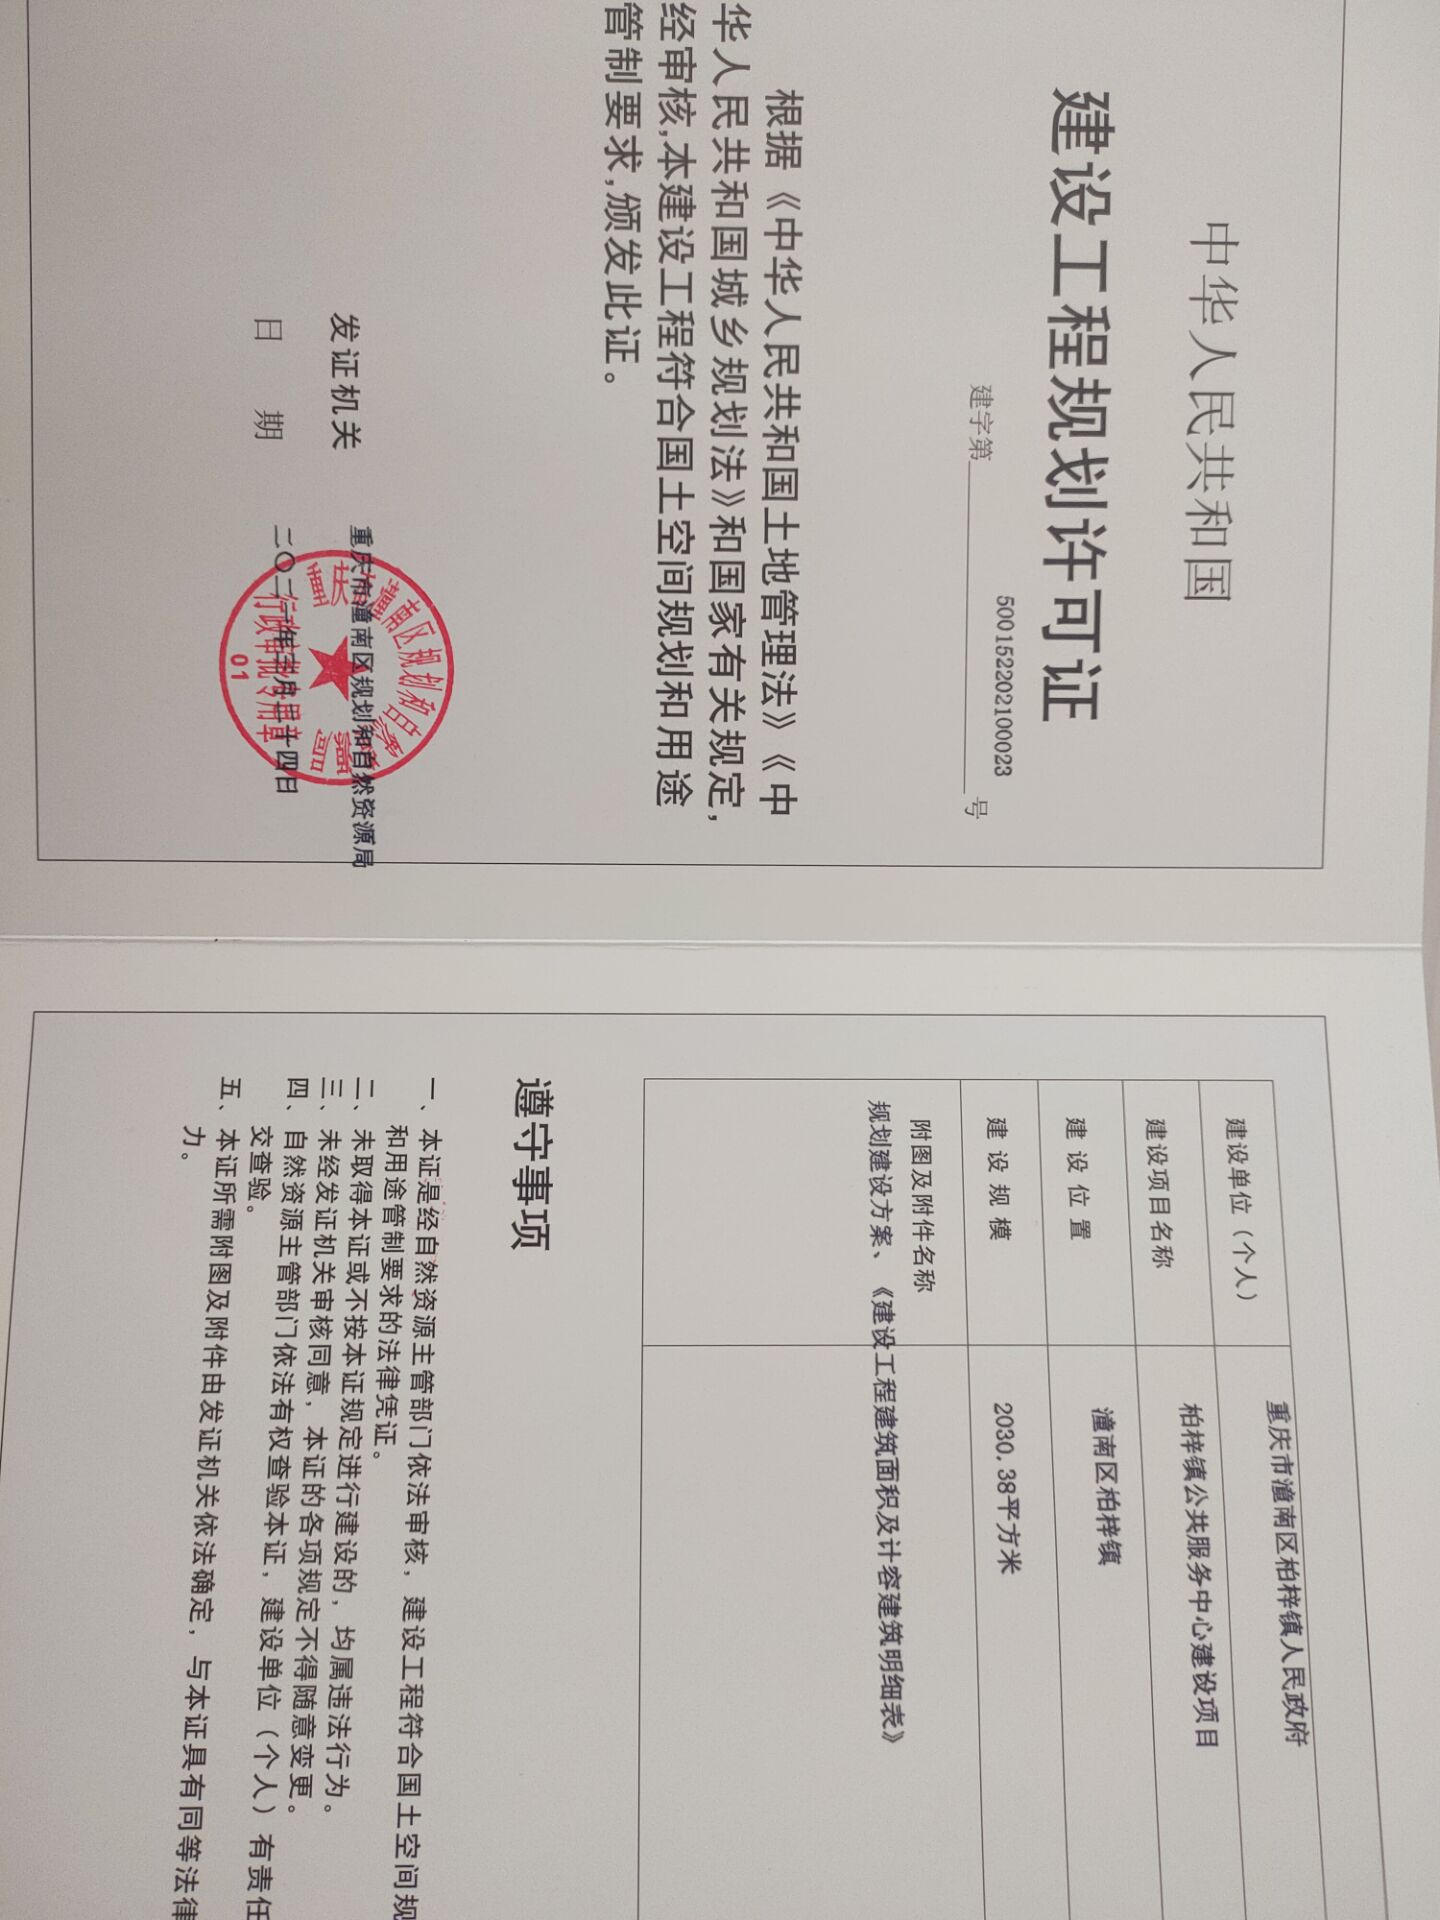 中华人民共和国
建设工程规划许可证
建字第 500152202100023 号
根据《中华人民共和国土地管理法》《中
华人民共和国城乡规划法》和国家有关规定,
经审核,本建设工程符合国土空间规划和用途
管制要求,颁发此证。
发证机关 重庆市潼南区规划和自然资源局
日期
行政审批专用章
01
建设单位（个人） 重庆市潼南区柏梓镇人民政府
建设项目名称 柏梓镇公共服务中心建设项目
建设位置 潼南区柏梓镇
建设规模 2030.38平方米
附图及附件名称
规划建设方案、《建设工程建筑面积及计容建筑明细表》
遵守事项
一、本证是经自然资源主管部门依法审核，建设工程符合国土空间规
和用途管制要求的法律凭证。
二、未取得本证或不按本证规定进行建设的，均属违法行为。
三、未经发证机关审核同意，本证的各项规定不得随意变更。
四、自然资源主管部门依法有权查验本证，建设单位（个人）有责任
交查验。
五、本证所需附图及附件由发证机关依法确定，与本证具有同等法律
力。